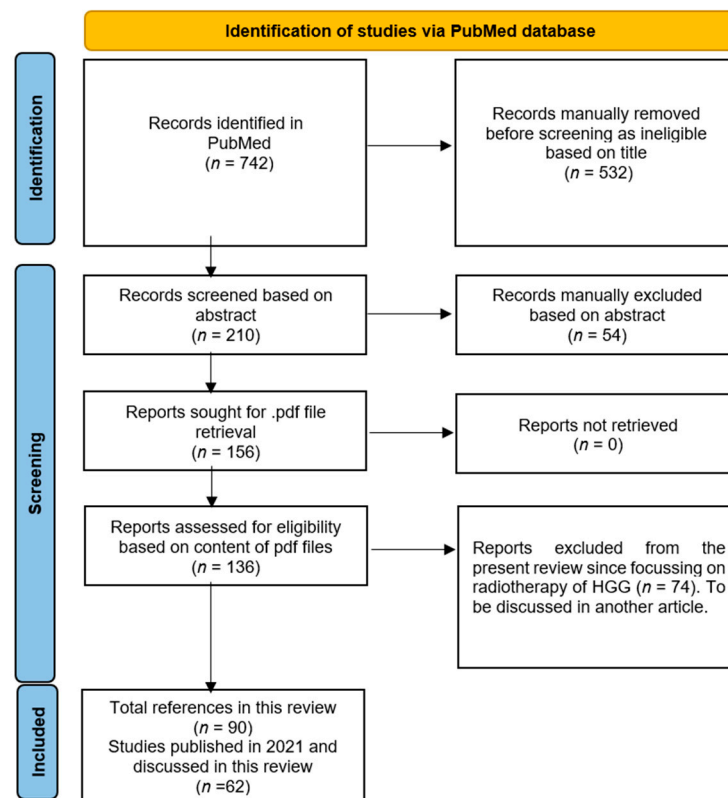 Identification of studies via PubMed database
Identification
Records identified in
PubMed
(n = 742)
Records manually removed
before screening as ineligible
based on title
(n = 532)
Screening
Records screened based on
abstract
(n = 210)
Records manually excluded
based on abstract
(n = 54)
Reports sought for .pdf file
retrieval
(n = 156)
Reports not retrieved
(n = 0)
Reports assessed for eligibility
based on content of pdf files
(n = 136)
Reports excluded from the
present review since focussing on
radiotherapy of HGG (n = 74). To
be discussed in another article.
Included
Total references in this review
(n = 90)
Studies published in 2021 and
discussed in this review
(n =62)